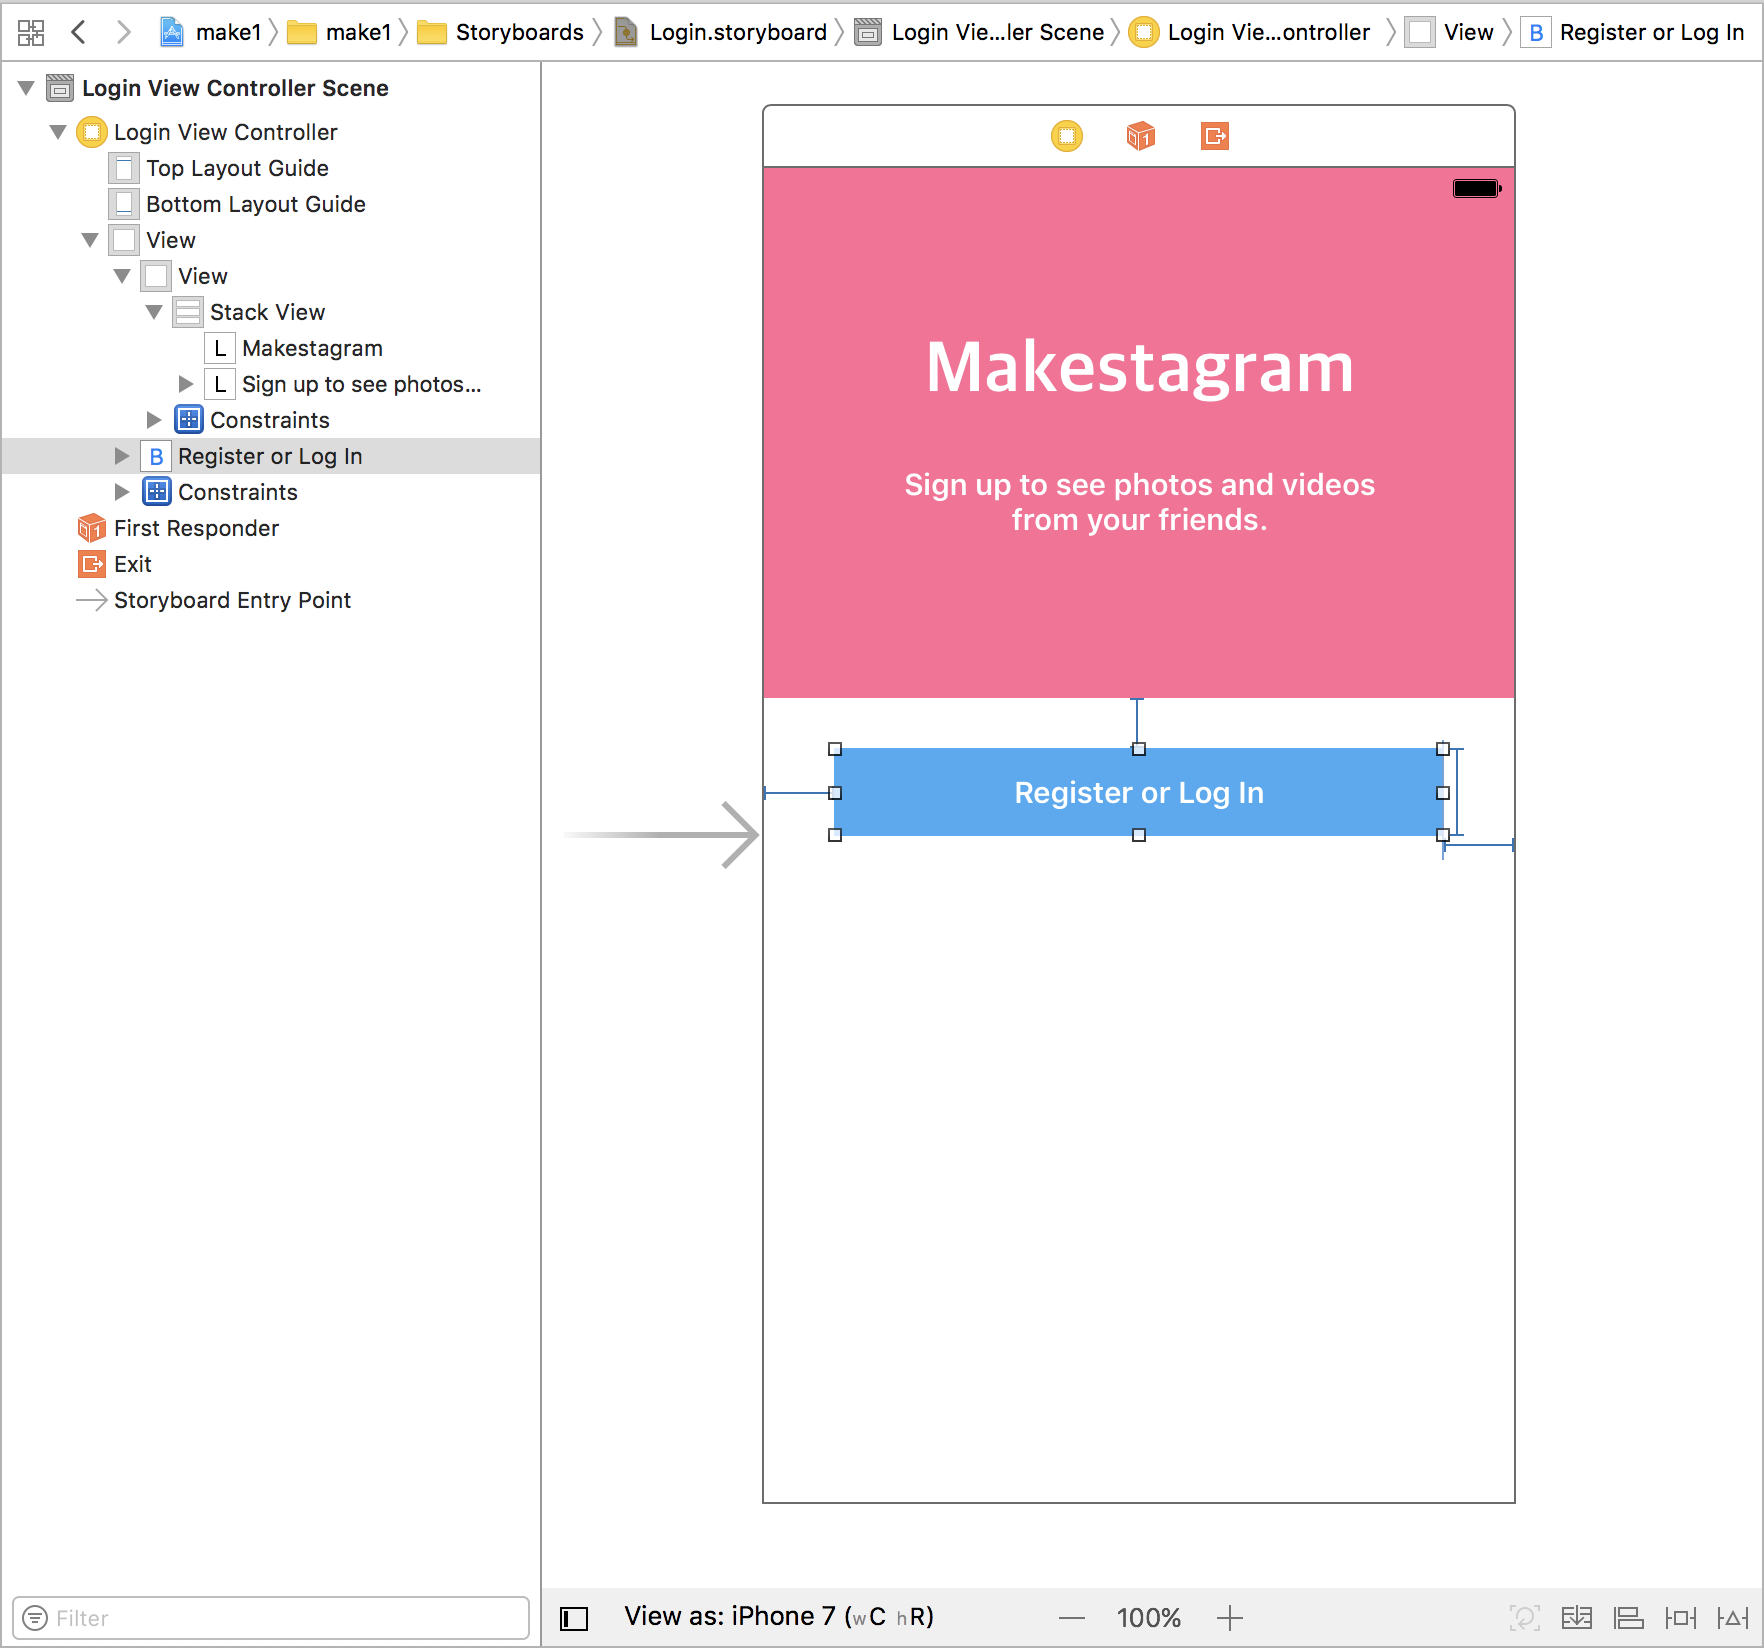 make1 make1 Storyboards Login.storyboard Login Vie...ler Scene Login Vie...ontroller View B Register or Log In
Login View Controller Scene
Login View Controller
Top Layout Guide
Bottom Layout Guide
View
View
Stack View
L Makestagram
L Sign up to see photos...
Constraints
B Register or Log In
Constraints
1 First Responder
Exit
Storyboard Entry Point
Filter
1
Makestagram
Sign up to see photos and videos
from your friends.
Register or Log In
View as: iPhone 7 (wC hR) — 100% +